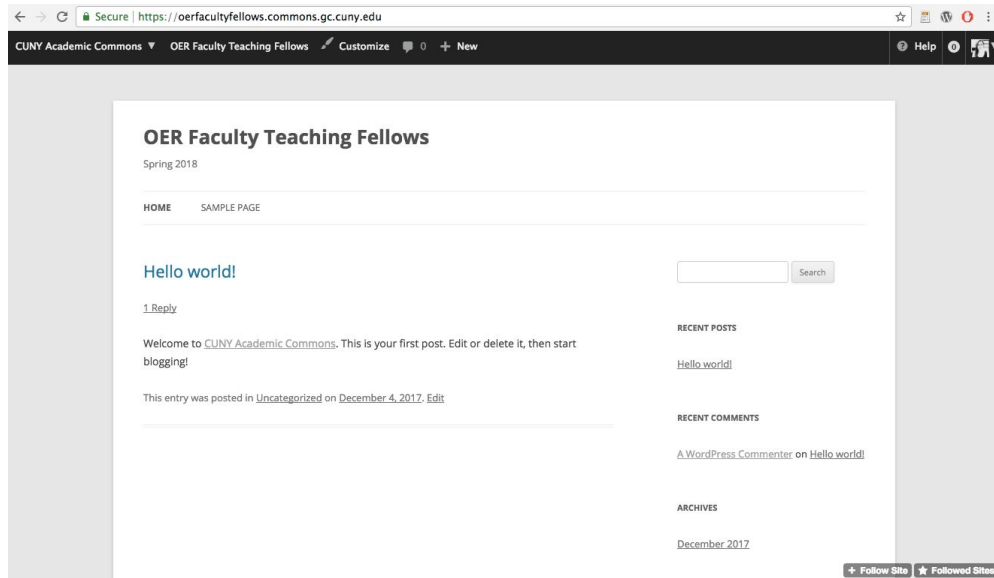 Secure | https://oerfacultyfellows.commons.gc.cuny.edu
CUNY Academic Commons ▼ OER Faculty Teaching Fellows Customize 0 + New Help 0
OER Faculty Teaching Fellows
Spring 2018
HOME SAMPLE PAGE
Hello world!
1 Reply
Welcome to CUNY Academic Commons. This is your first post. Edit or delete it, then start
blogging!
This entry was posted in Uncategorized on December 4, 2017. Edit
Search
RECENT POSTS
Hello world!
RECENT COMMENTS
A WordPress Commenter on Hello world!
ARCHIVES
December 2017
+ Follow Site ★ Followed Sites